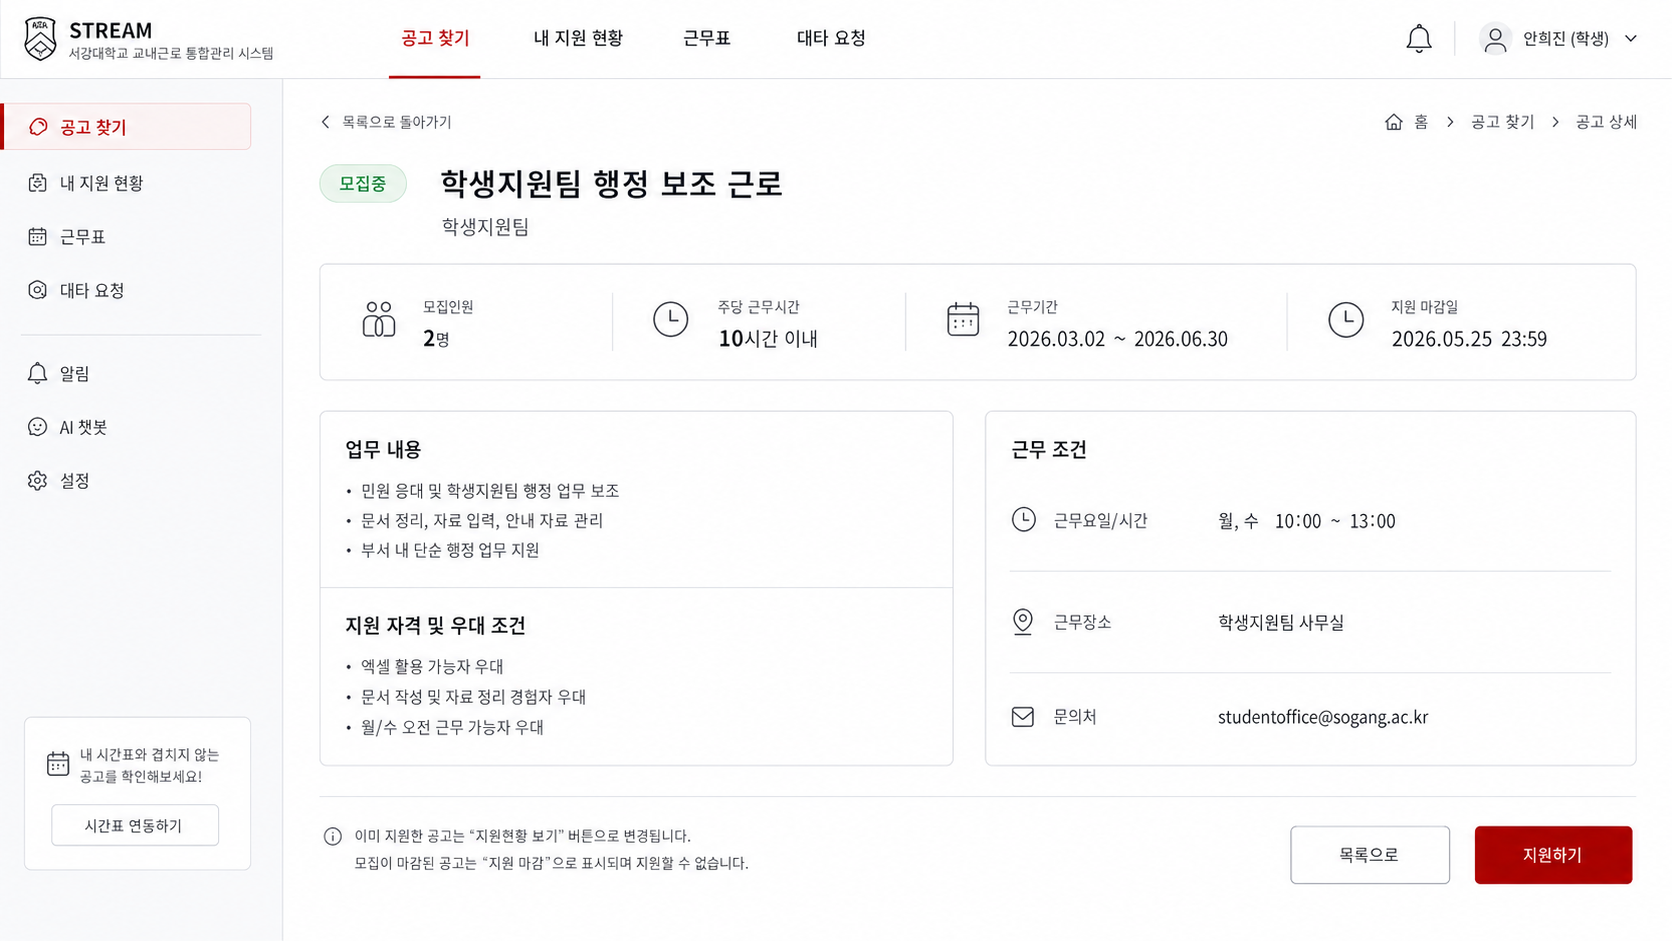 STREAM
서강대학교 교내근로 통합관리 시스템
공고 찾기
내 지원 현황
근무표
대타 요청
안희진 (학생)
공고 찾기
내 지원 현황
근무표
대타 요청
알림
AI 챗봇
설정
내 시간표와 겹치지 않는
공고를 확인해보세요!
시간표 연동하기
목록으로 돌아가기
홈 > 공고 찾기 > 공고 상세
모집중
학생지원팀 행정 보조 근로
학생지원팀
모집인원
2명
주당 근무시간
10시간 이내
근무기간
2026.03.02 ~ 2026.06.30
지원 마감일
2026.05.25 23:59
업무 내용
• 민원 응대 및 학생지원팀 행정 업무 보조
• 문서 정리, 자료 입력, 안내 자료 관리
• 부서 내 단순 행정 업무 지원
지원 자격 및 우대 조건
• 엑셀 활용 가능자 우대
• 문서 작성 및 자료 정리 경험자 우대
• 월/수 오전 근무 가능자 우대
근무 조건
근무요일/시간 월, 수 10:00 ~ 13:00
근무장소 학생지원팀 사무실
문의처 studentoffice@sogang.ac.kr
이미 지원한 공고는 “지원현황 보기” 버튼으로 변경됩니다.
모집이 마감된 공고는 “지원 마감”으로 표시되며 지원할 수 없습니다.
목록으로
지원하기